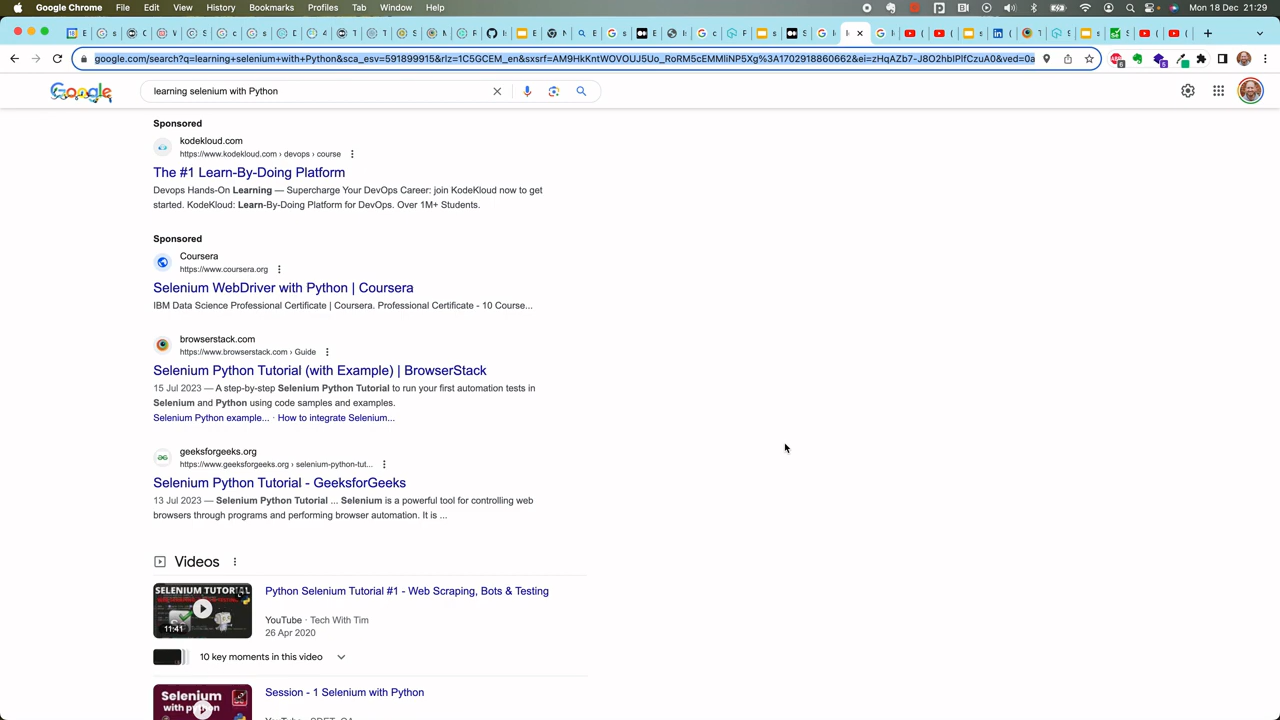 Chrome File Edit View History Bookmarks Profiles Tab Window Help
Mon 18 Dec 21:29
google.com/search?q=learning+selenium+with+Python&sca_esv=591899915&rlz=1C5GCEM_en&sxsrf=AM9HkKntWOVOUJ5Uo_RoRM5cEMMliNP5Xg%3A1702918860662&ei=zHqAZb7-J8O2hbIPlfCzuA0&ved=0a
Google
learning selenium with Python
Sponsored
kodekloud.com
https://www.kodekloud.com › devops › course
The #1 Learn-By-Doing Platform
Devops Hands-On Learning — Supercharge Your DevOps Career: join KodeKloud now to get
started. KodeKloud: Learn-By-Doing Platform for DevOps. Over 1M+ Students.
Sponsored
Coursera
https://www.coursera.org
Selenium WebDriver with Python | Coursera
IBM Data Science Professional Certificate | Coursera. Professional Certificate - 10 Course...
browserstack.com
https://www.browserstack.com › Guide
Selenium Python Tutorial (with Example) | BrowserStack
15 Jul 2023 — A step-by-step Selenium Python Tutorial to run your first automation tests in
Selenium and Python using code samples and examples.
Selenium Python example... · How to integrate Selenium...
geeksforgeeks.org
https://www.geeksforgeeks.org › selenium-python-tut...
Selenium Python Tutorial - GeeksforGeeks
13 Jul 2023 — Selenium Python Tutorial ... Selenium is a powerful tool for controlling web
browsers through programs and performing browser automation. It is ...
Videos
SELENIUM TUTORIAL
11:41
Python Selenium Tutorial #1 - Web Scraping, Bots & Testing
YouTube · Tech With Tim
26 Apr 2020
10 key moments in this video
Selenium
with python
Session - 1 Selenium with Python